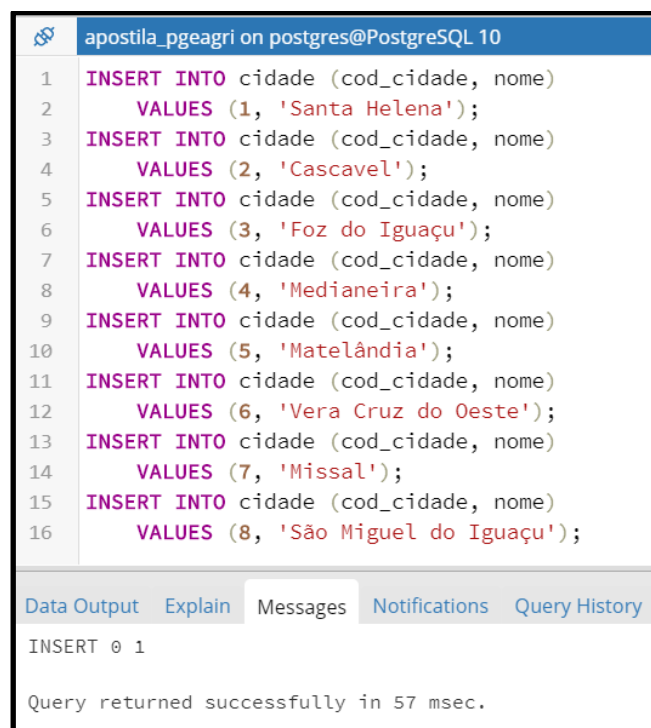 apostila_pgeagri on postgres@PostgreSQL 10
1 INSERT INTO cidade (cod_cidade, nome)
2 VALUES (1, 'Santa Helena');
3 INSERT INTO cidade (cod_cidade, nome)
4 VALUES (2, 'Cascavel');
5 INSERT INTO cidade (cod_cidade, nome)
6 VALUES (3, 'Foz do Iguaçu');
7 INSERT INTO cidade (cod_cidade, nome)
8 VALUES (4, 'Medianeira');
9 INSERT INTO cidade (cod_cidade, nome)
10 VALUES (5, 'Matelândia');
11 INSERT INTO cidade (cod_cidade, nome)
12 VALUES (6, 'Vera Cruz do Oeste');
13 INSERT INTO cidade (cod_cidade, nome)
14 VALUES (7, 'Missal');
15 INSERT INTO cidade (cod_cidade, nome)
16 VALUES (8, 'São Miguel do Iguaçu');
Data Output Explain Messages Notifications Query History
INSERT 0 1
Query returned successfully in 57 msec.